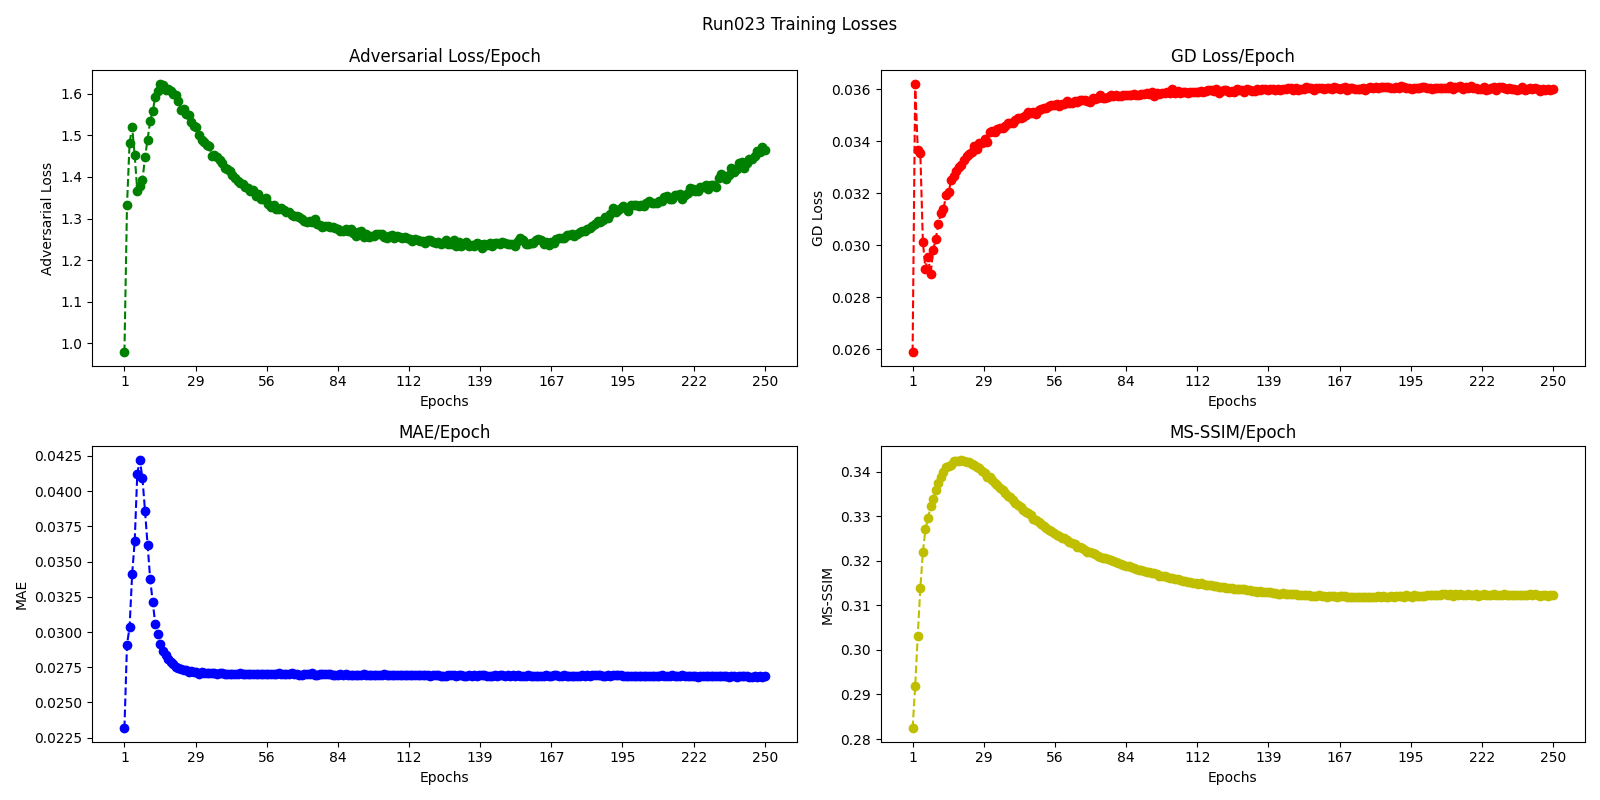 Run023 Training Losses
Adversarial Loss/Epoch
Adversarial Loss
1.6
1.5
1.4
1.3
1.2
1.1
1.0
1 29 56 84 112 139 167 195 222 250
Epochs
GD Loss/Epoch
GD Loss
0.036
0.034
0.032
0.030
0.028
0.026
1 29 56 84 112 139 167 195 222 250
Epochs
MAE/Epoch
MAE
0.0425
0.0400
0.0375
0.0350
0.0325
0.0300
0.0275
0.0250
0.0225
1 29 56 84 112 139 167 195 222 250
Epochs
MS-SSIM/Epoch
MS-SSIM
0.34
0.33
0.32
0.31
0.30
0.29
0.28
1 29 56 84 112 139 167 195 222 250
Epochs